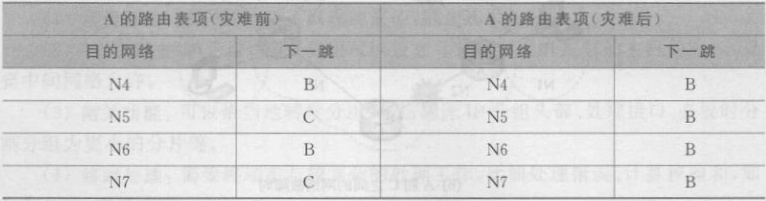 A的路由表项(灾难前) A的路由表项(灾难后)
目的网络 下一跳 目的网络 下一跳
N4 B N4 B
N5 C N5 B
N6 B N6 B
N7 C N7 B